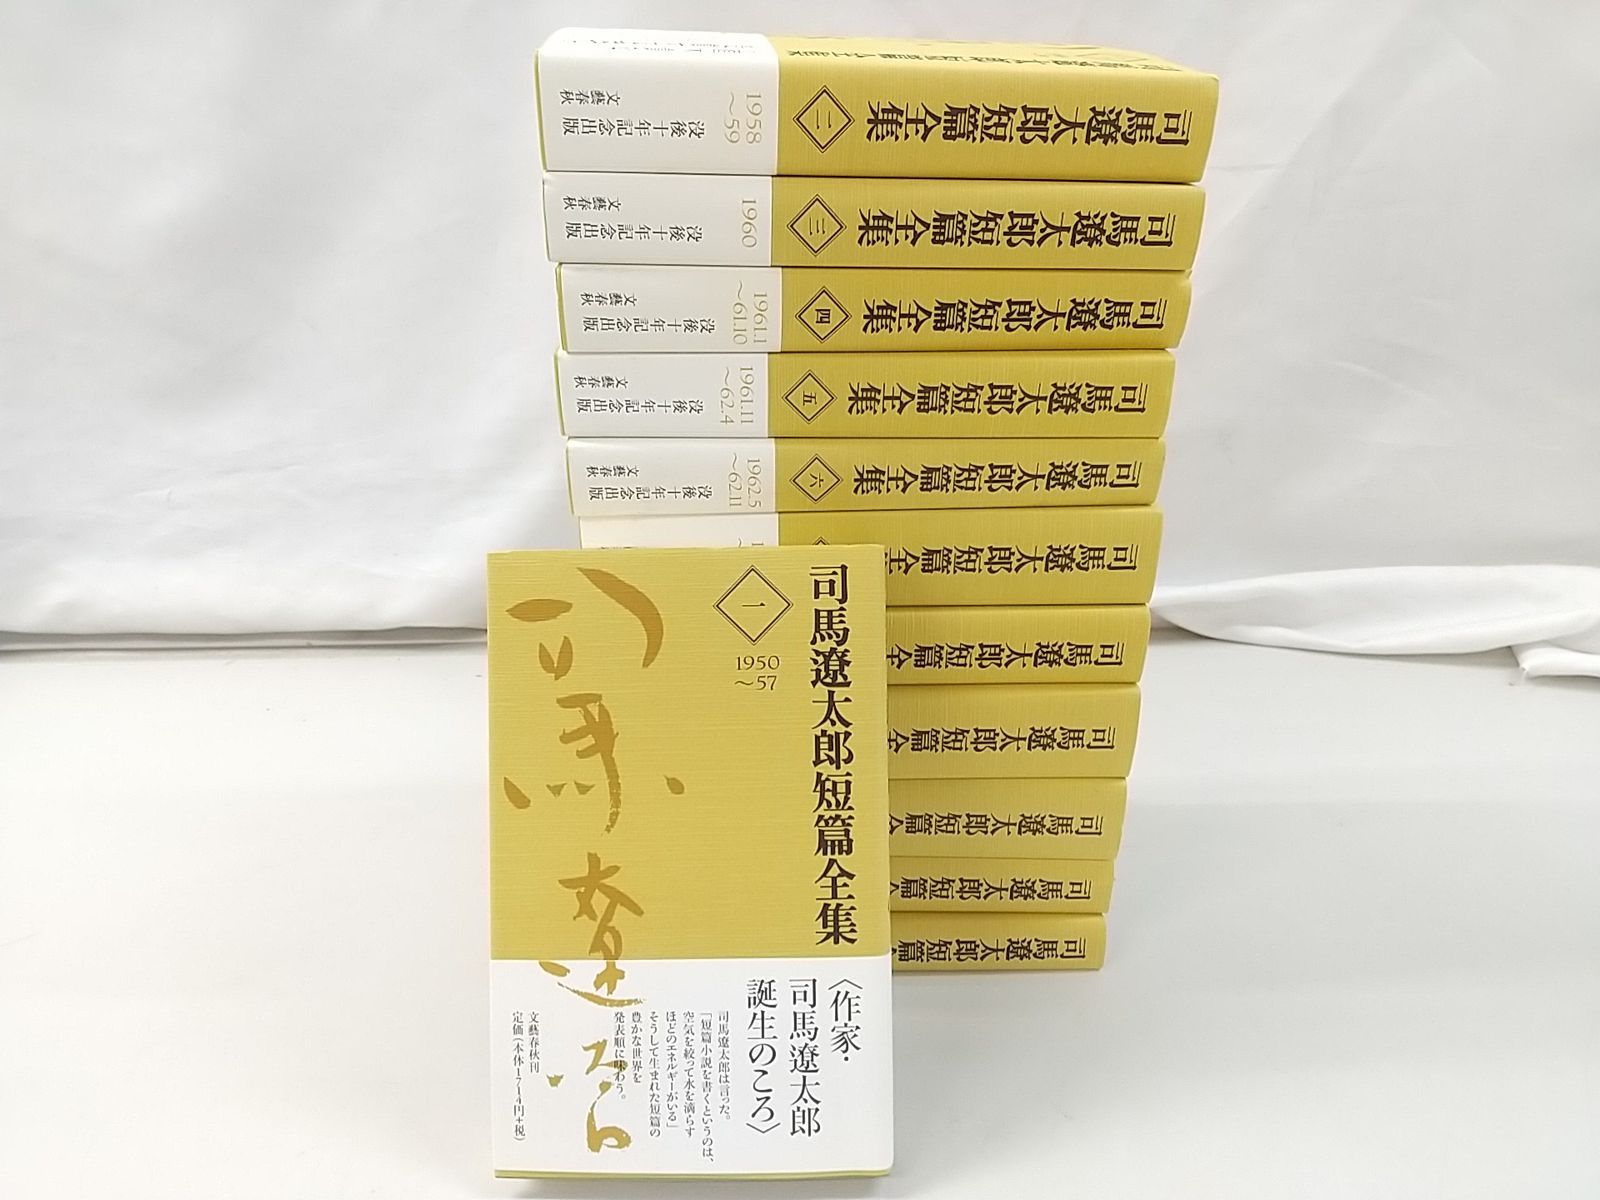 司馬遼太郎短篇全集
二
1958
〜59
没後十年記念出版
文藝春秋
司馬遼太郎短篇全集
三
1960
没後十年記念出版
文藝春秋
司馬遼太郎短篇全集
四
1961.1
〜61.10
没後十年記念出版
文藝春秋
司馬遼太郎短篇全集
五
1961.11
〜62.4
没後十年記念出版
文藝春秋
司馬遼太郎短篇全集
六
1962.5
〜62.11
没後十年記念出版
文藝春秋
司馬遼太郎短篇全
司馬遼太郎短篇全
司馬遼太郎短篇全
司馬遼太郎短篇
司馬遼太郎短篇
司馬遼太郎短篇
司馬遼太郎短篇全集
一
1950
〜57
司馬遼太郎
〈作家・
司馬遼太郎
誕生のころ〉
司馬遼太郎は言った。
「短篇小説を書くというのは、
空気を絞って水を滴らす
ほどのエネルギーがいる」
そうして生まれた短篇の
豊かな世界を
発表順に味わう。
文藝春秋刊
定価(本体1714円+税)